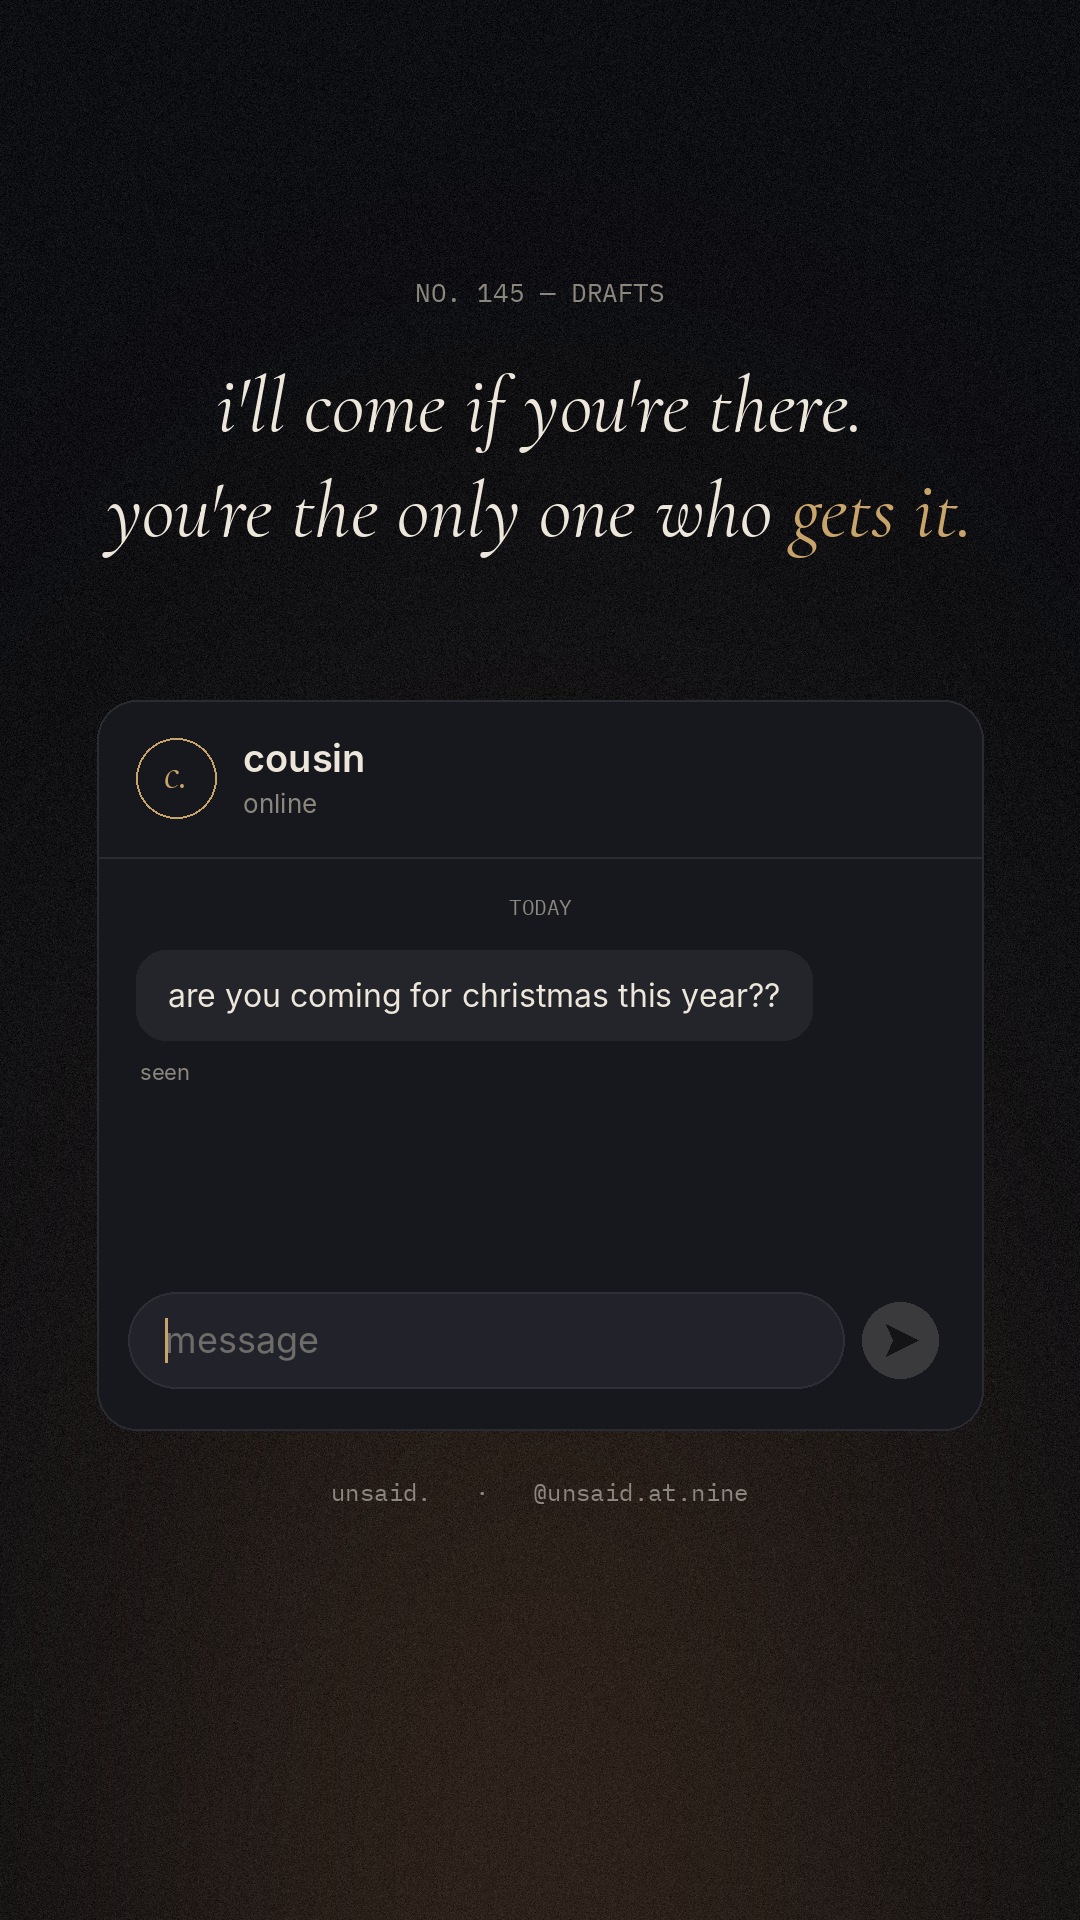 NO. 145 — DRAFTS
i'll come if you're there.
you're the only one who gets it.
c.
cousin
online
TODAY
are you coming for christmas this year??
seen
message
unsaid. · @unsaid.at.nine